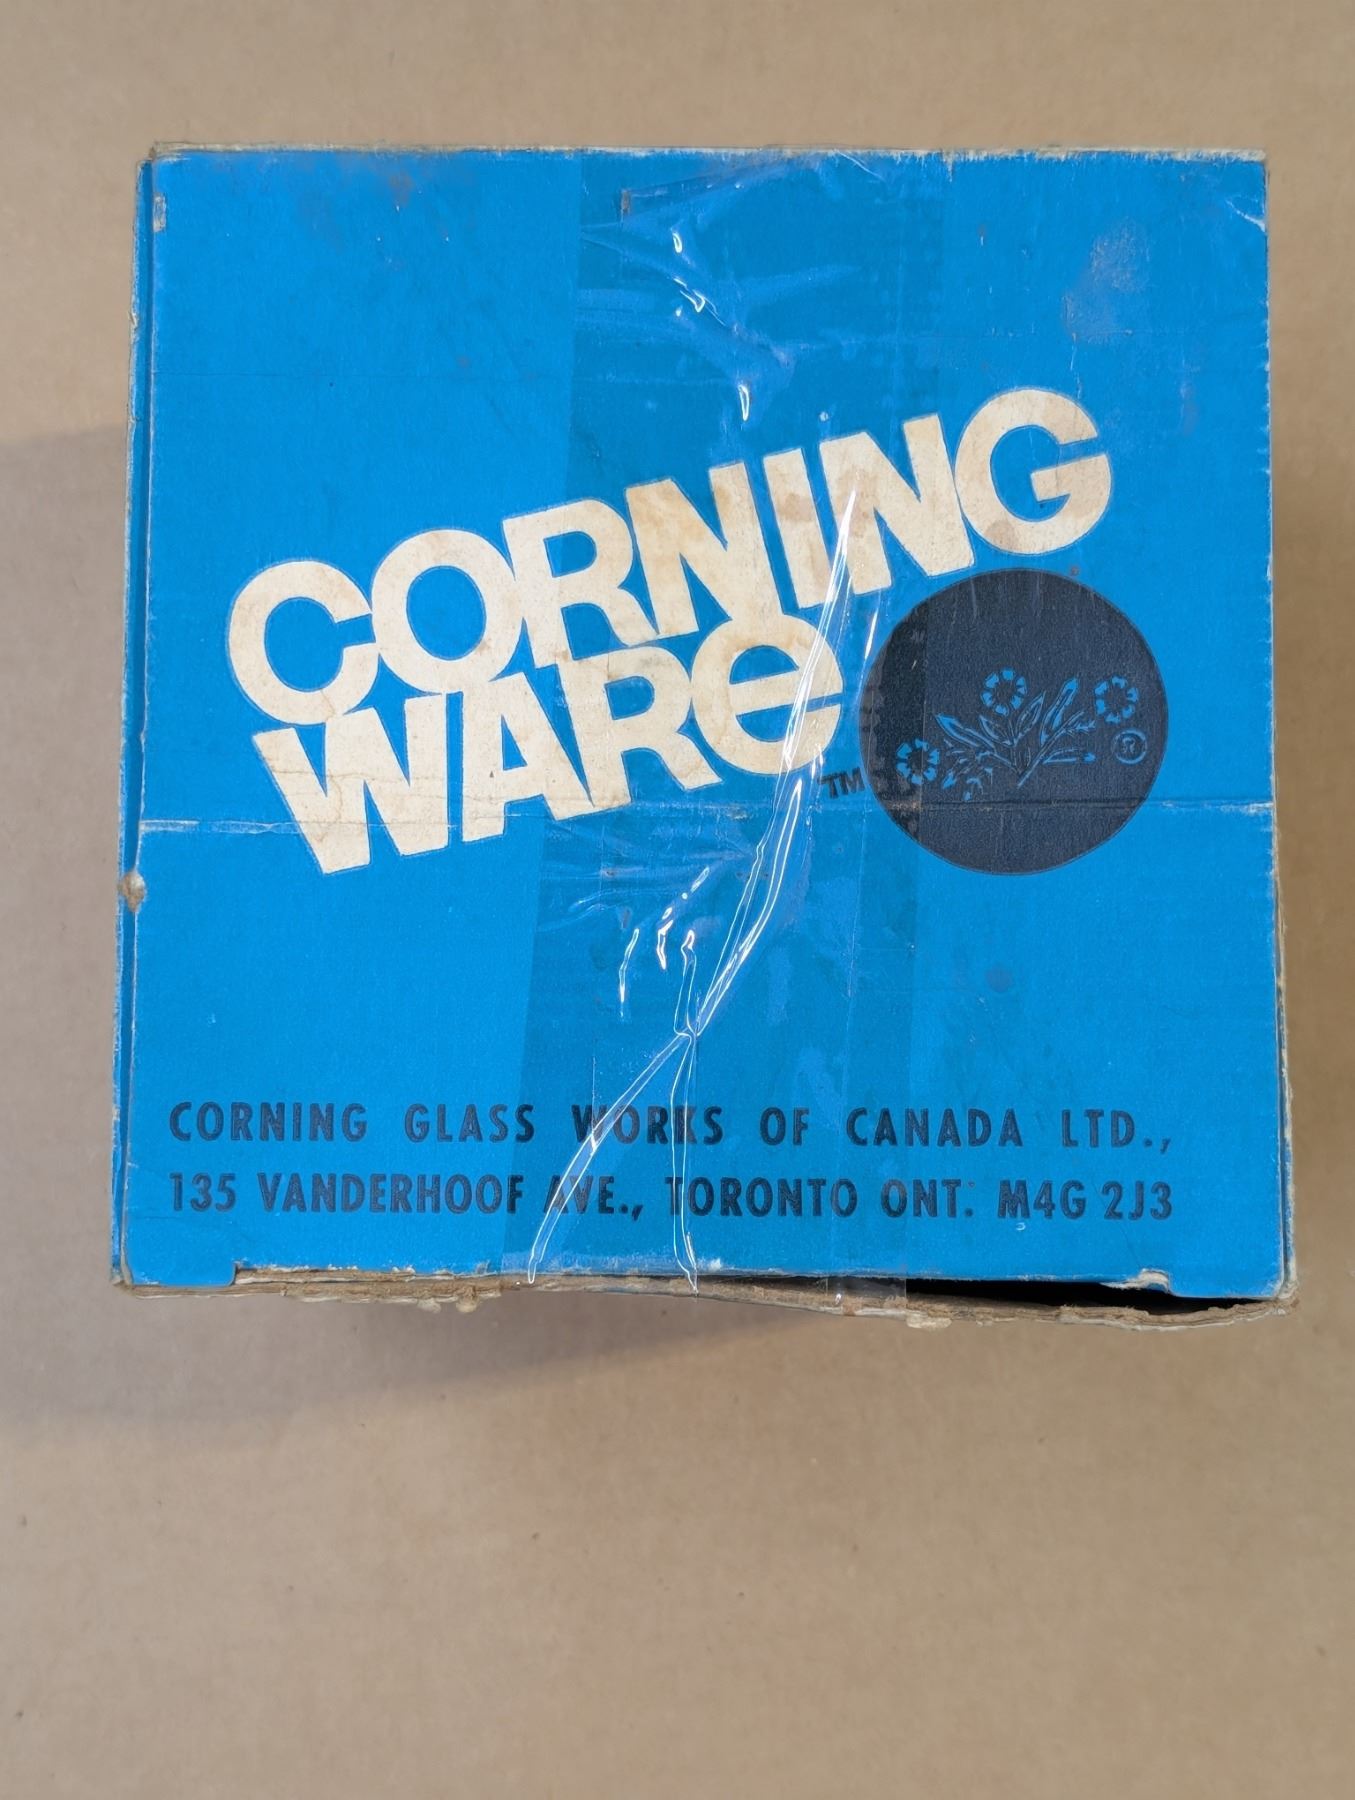 CORNING
WARE
TM
®
CORNING GLASS WORKS OF CANADA LTD.,
135 VANDERHOOF AVE., TORONTO ONT. M4G 2J3